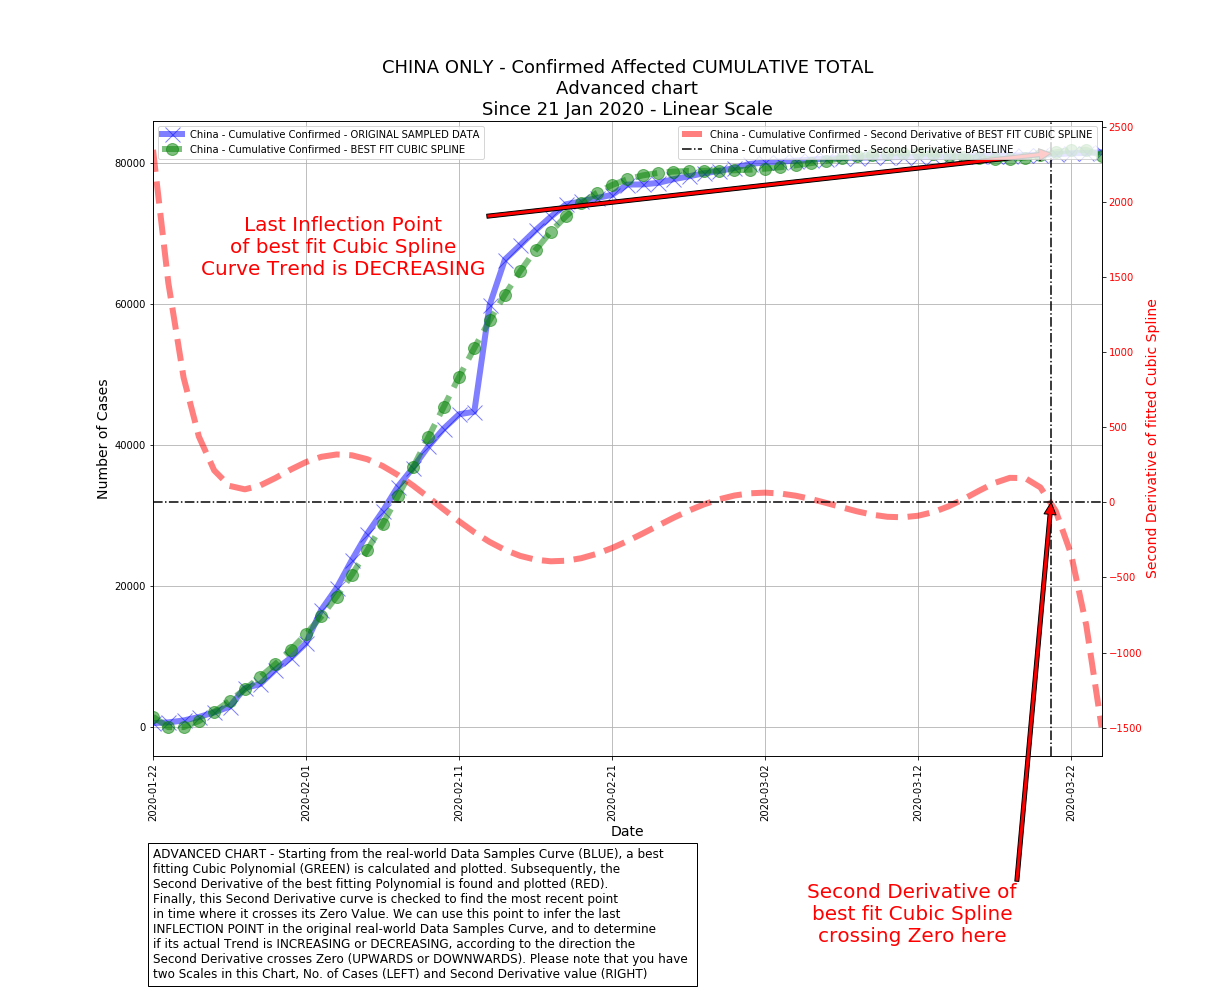 CHINA ONLY - Confirmed Affected CUMULATIVE TOTAL
Advanced chart
Since 21 Jan 2020 - Linear Scale
China - Cumulative Confirmed - ORIGINAL SAMPLED DATA
China - Cumulative Confirmed - BEST FIT CUBIC SPLINE
China - Cumulative Confirmed - Second Derivative of BEST FIT CUBIC SPLINE
China - Cumulative Confirmed - Second Derivative BASELINE
Last Inflection Point
of best fit Cubic Spline
Curve Trend is DECREASING
Number of Cases
80000
60000
40000
20000
0
2500
2000
1500
1000
500
0
−500
−1000
−1500
Second Derivative of fitted Cubic Spline
2020-01-22
2020-02-01
2020-02-11
2020-02-21
2020-03-02
2020-03-12
2020-03-22
Date
ADVANCED CHART - Starting from the real-world Data Samples Curve (BLUE), a best
fitting Cubic Polynomial (GREEN) is calculated and plotted. Subsequently, the
Second Derivative of the best fitting Polynomial is found and plotted (RED).
Finally, this Second Derivative curve is checked to find the most recent point
in time where it crosses its Zero Value. We can use this point to infer the last
INFLECTION POINT in the original real-world Data Samples Curve, and to determine
if its actual Trend is INCREASING or DECREASING, according to the direction the
Second Derivative crosses Zero (UPWARDS or DOWNWARDS). Please note that you have
two Scales in this Chart, No. of Cases (LEFT) and Second Derivative value (RIGHT)
Second Derivative of
best fit Cubic Spline
crossing Zero here